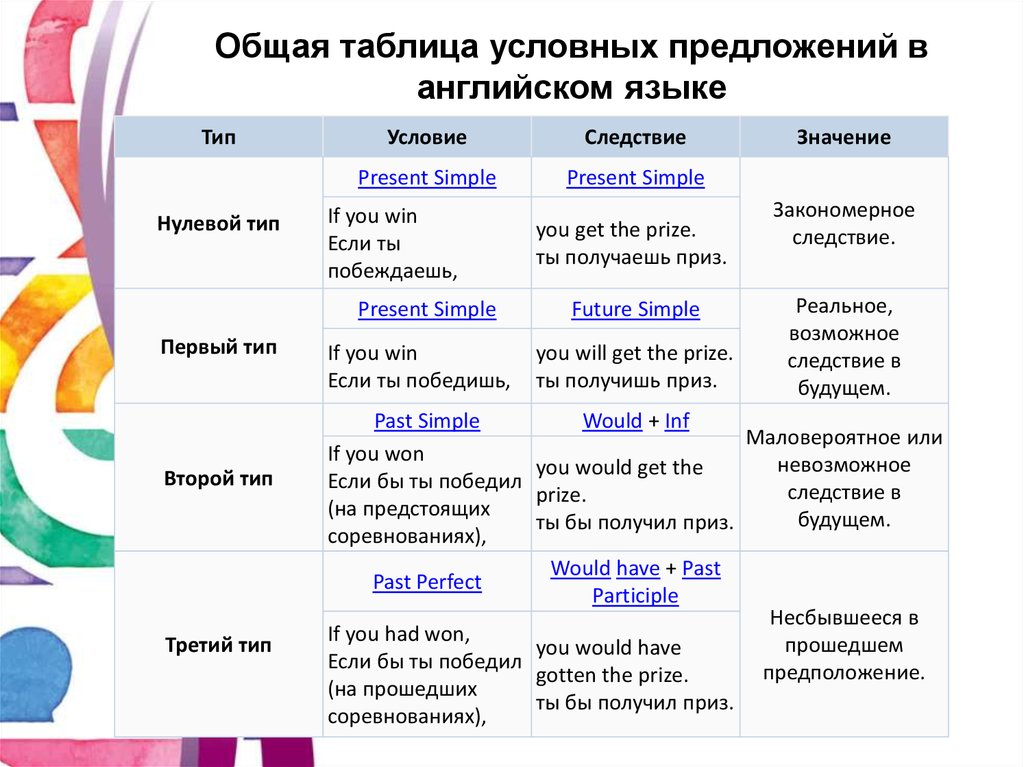 Общая таблица условных предложений в
английском языке
Тип
Условие
Следствие
Значение
Нулевой тип
Present Simple
Present Simple
If you win
Если ты
побеждаешь,
you get the prize.
ты получаешь приз.
Закономерное
следствие.
Первый тип
Present Simple
Future Simple
If you win
Если ты победишь,
you will get the prize.
ты получишь приз.
Реальное,
возможное
следствие в
будущем.
Второй тип
Past Simple
Would + Inf
If you won
Если бы ты победил
(на предстоящих
соревнованиях),
you would get the
prize.
ты бы получил приз.
Маловероятное или
невозможное
следствие в
будущем.
Третий тип
Past Perfect
Would have + Past
Participle
If you had won,
Если бы ты победил
(на прошедших
соревнованиях),
you would have
gotten the prize.
ты бы получил приз.
Несбывшееся в
прошедшем
предположение.